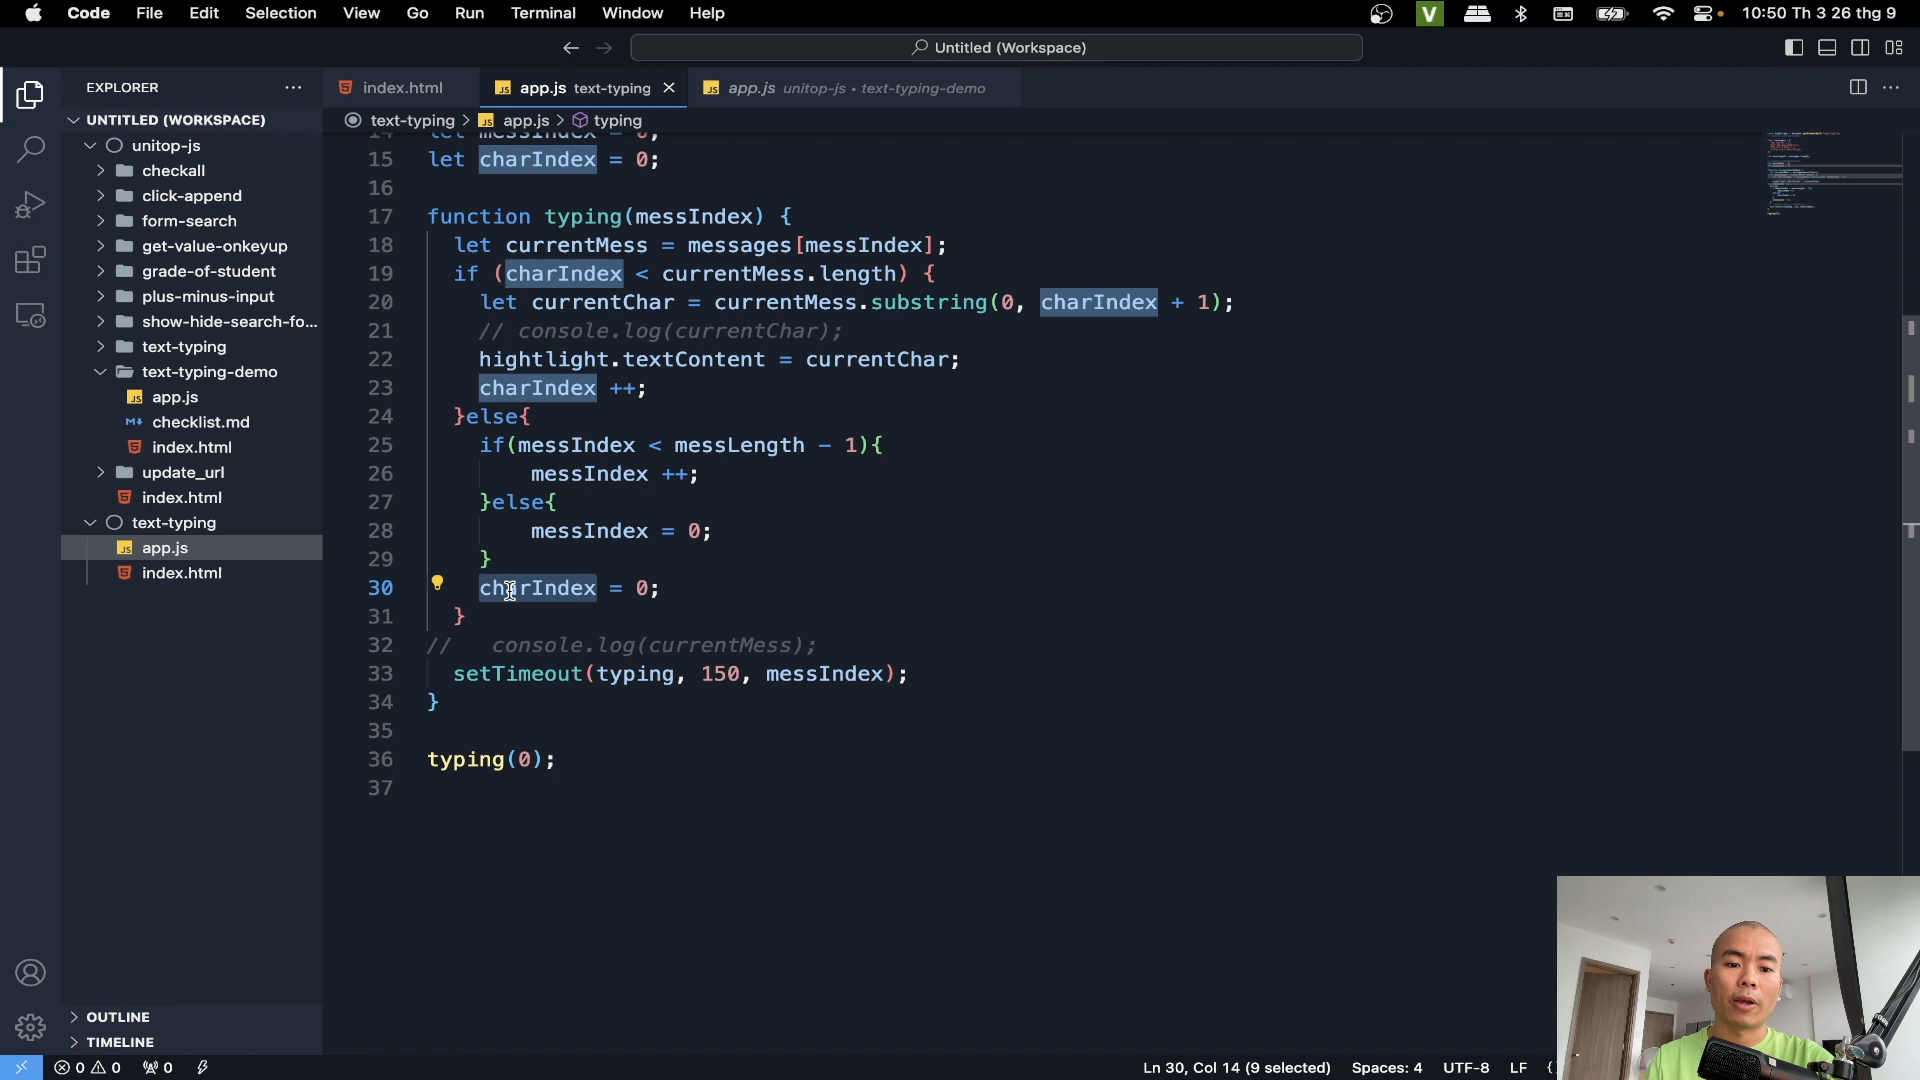 Code File Edit Selection View Go Run Terminal Window Help V 10:50 Th 3 26 thg 9
Untitled (Workspace)
EXPLORER
index.html
app.js text-typing
app.js unitop-js • text-typing-demo
text-typing > app.js > typing
UNTITLED (WORKSPACE)
unitop-js
checkall
click-append
form-search
get-value-onkeyup
grade-of-student
plus-minus-input
show-hide-search-fo...
text-typing
text-typing-demo
app.js
checklist.md
index.html
update_url
index.html
text-typing
app.js
index.html
OUTLINE
TIMELINE
14 let messIndex = 0;
15 let charIndex = 0;
16
17 function typing(messIndex) {
18 let currentMess = messages[messIndex];
19 if (charIndex < currentMess.length) {
20 let currentChar = currentMess.substring(0, charIndex + 1);
21 // console.log(currentChar);
22 hightlight.textContent = currentChar;
23 charIndex ++;
24 }else{
25 if(messIndex < messLength - 1){
26 messIndex ++;
27 }else{
28 messIndex = 0;
29 }
30 charIndex = 0;
31 }
32 // console.log(currentMess);
33 setTimeout(typing, 150, messIndex);
34 }
35
36 typing(0);
37
0 0 0 Ln 30, Col 14 (9 selected) Spaces: 4 UTF-8 LF {